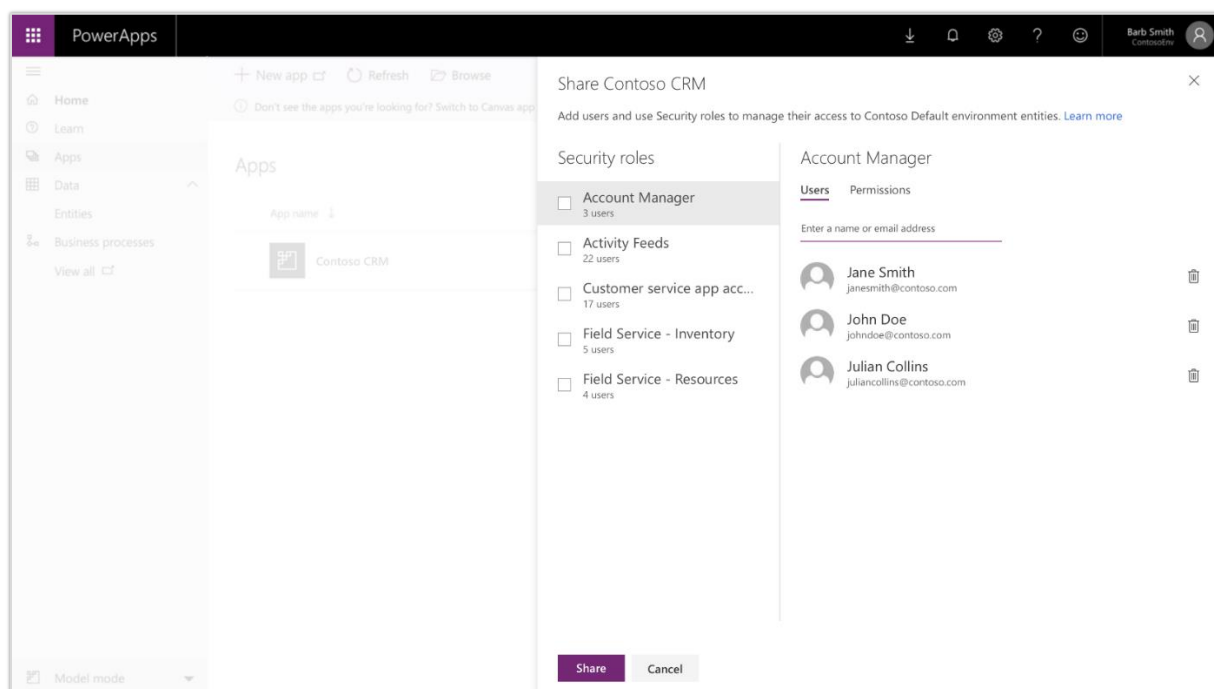 PowerApps
Barb Smith
ContosoEnv
Home
Learn
Apps
Data
Entities
Business processes
View all
Model mode
New app
Refresh
Browse
Don't see the apps you're looking for? Switch to Canvas app
Apps
App name
Contoso CRM
Share Contoso CRM
Add users and use Security roles to manage their access to Contoso Default environment entities. Learn more
Security roles
Account Manager
3 users
Activity Feeds
22 users
Customer service app acc...
17 users
Field Service - Inventory
5 users
Field Service - Resources
4 users
Account Manager
Users Permissions
Enter a name or email address
Jane Smith
janesmith@contoso.com
John Doe
johndoe@contoso.com
Julian Collins
juliancollins@contoso.com
Share Cancel